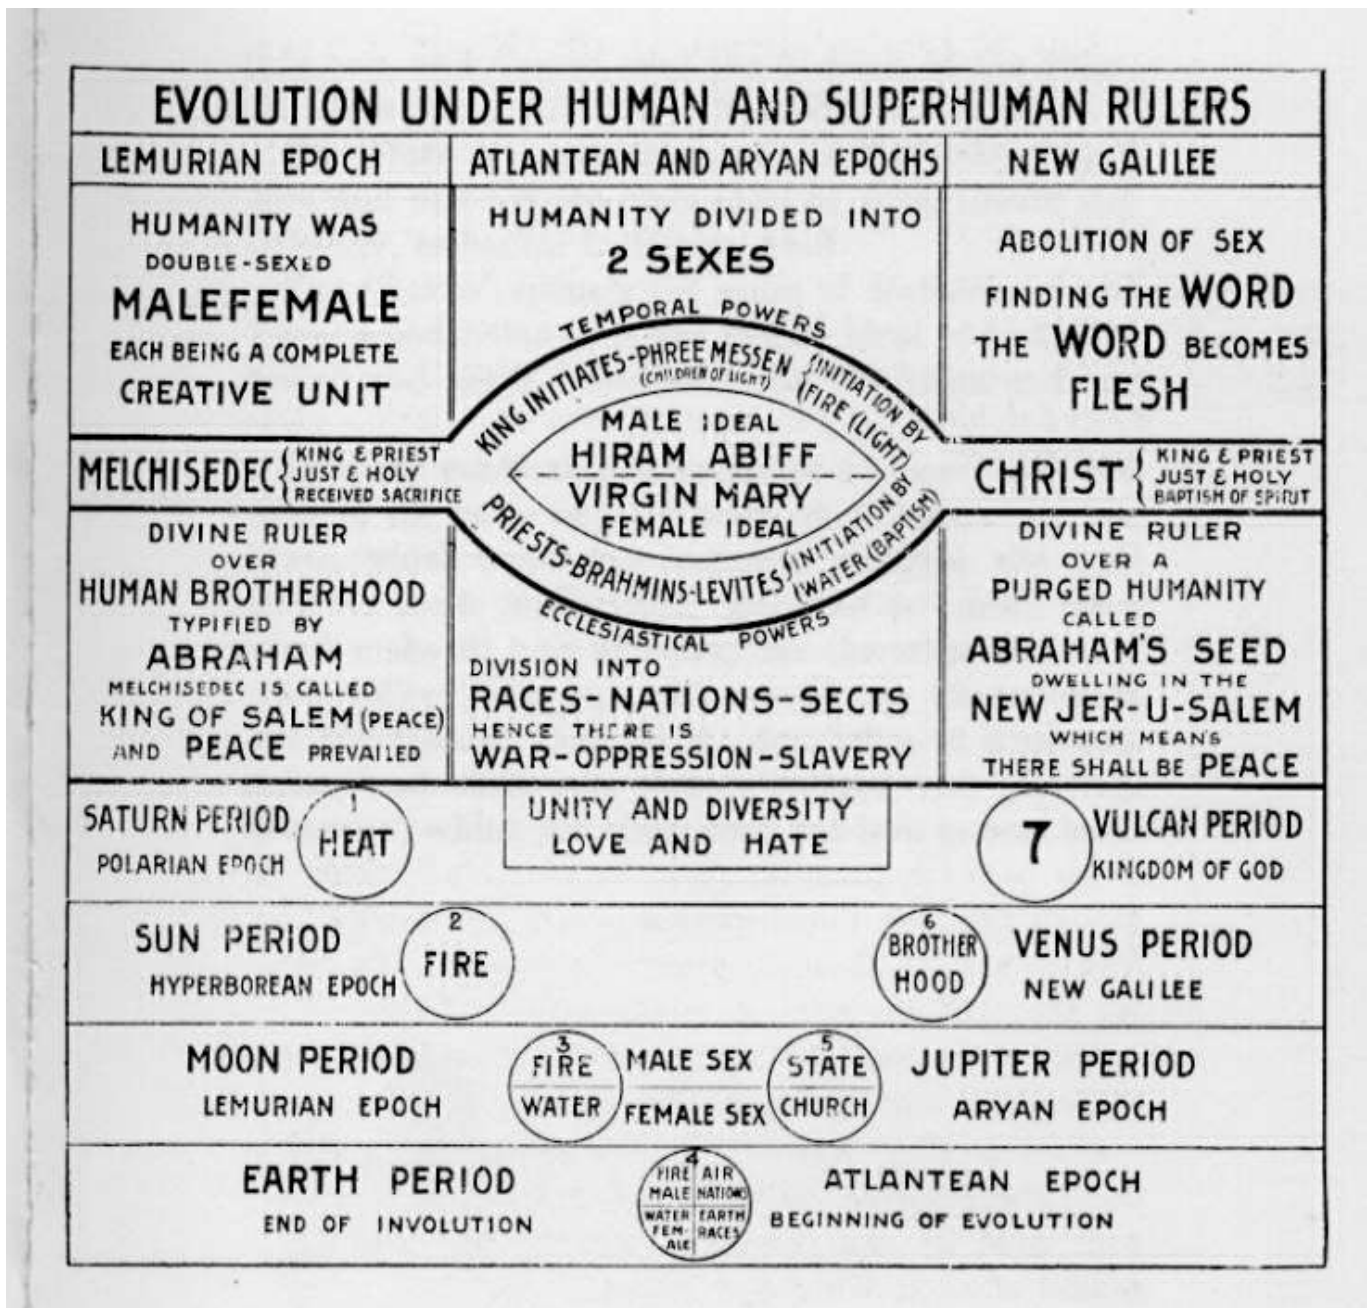 EVOLUTION UNDER HUMAN AND SUPERHUMAN RULERS
LEMURIAN EPOCH
HUMANITY WAS
DOUBLE-SEXED
MALEFEMALE
EACH BEING A COMPLETE
CREATIVE UNIT
MELCHISEDEC
KING & PRIEST
JUST & HOLY
RECEIVED SACRIFICE
DIVINE RULER
OVER
HUMAN BROTHERHOOD
TYPIFIED BY
ABRAHAM
MELCHISEDEC IS CALLED
KING OF SALEM (PEACE)
AND PEACE PREVAILED
ATLANTEAN AND ARYAN EPOCHS
HUMANITY DIVIDED INTO
2 SEXES
TEMPORAL POWERS
KING INITIATES-PHREE MESSEN
(CHILDREN OF LIGHT)
(INITIATION BY
(FIRE (LIGHT)
MALE IDEAL
HIRAM ABIFF
VIRGIN MARY
FEMALE IDEAL
PRIESTS-BRAHMINS-LEVITES
(INITIATION BY
(WATER (BAPTISM)
ECCLESIASTICAL POWERS
DIVISION INTO
RACES-NATIONS-SECTS
HENCE THERE IS
WAR-OPPRESSION-SLAVERY
NEW GALILEE
ABOLITION OF SEX
FINDING THE WORD
THE WORD BECOMES
FLESH
CHRIST
KING & PRIEST
JUST & HOLY
BAPTISM OF SPIRIT
DIVINE RULER
OVER A
PURGED HUMANITY
CALLED
ABRAHAM'S SEED
DWELLING IN THE
NEW JER-U-SALEM
WHICH MEANS
THERE SHALL BE PEACE
SATURN PERIOD
POLARIAN EPOCH
1
HEAT
UNITY AND DIVERSITY
LOVE AND HATE
7
VULCAN PERIOD
KINGDOM OF GOD
SUN PERIOD
HYPERBOREAN EPOCH
2
FIRE
6
BROTHER
HOOD
VENUS PERIOD
NEW GALILEE
MOON PERIOD
LEMURIAN EPOCH
3
FIRE
WATER
MALE SEX
FEMALE SEX
5
STATE
CHURCH
JUPITER PERIOD
ARYAN EPOCH
EARTH PERIOD
END OF INVOLUTION
4
FIRE AIR
MALE NATIONS
WATER EARTH
FEM- RACES
ALE
ATLANTEAN EPOCH
BEGINNING OF EVOLUTION